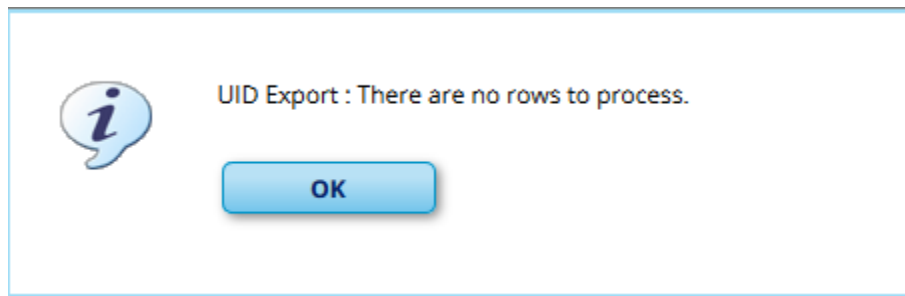 UID Export : There are no rows to process.
OK